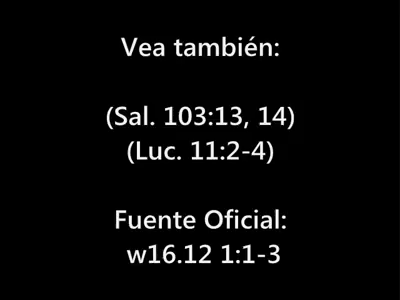 Vea también:
(Sal. 103:13, 14)
(Luc. 11:2-4)
Fuente Oficial:
w16.12 1:1-3